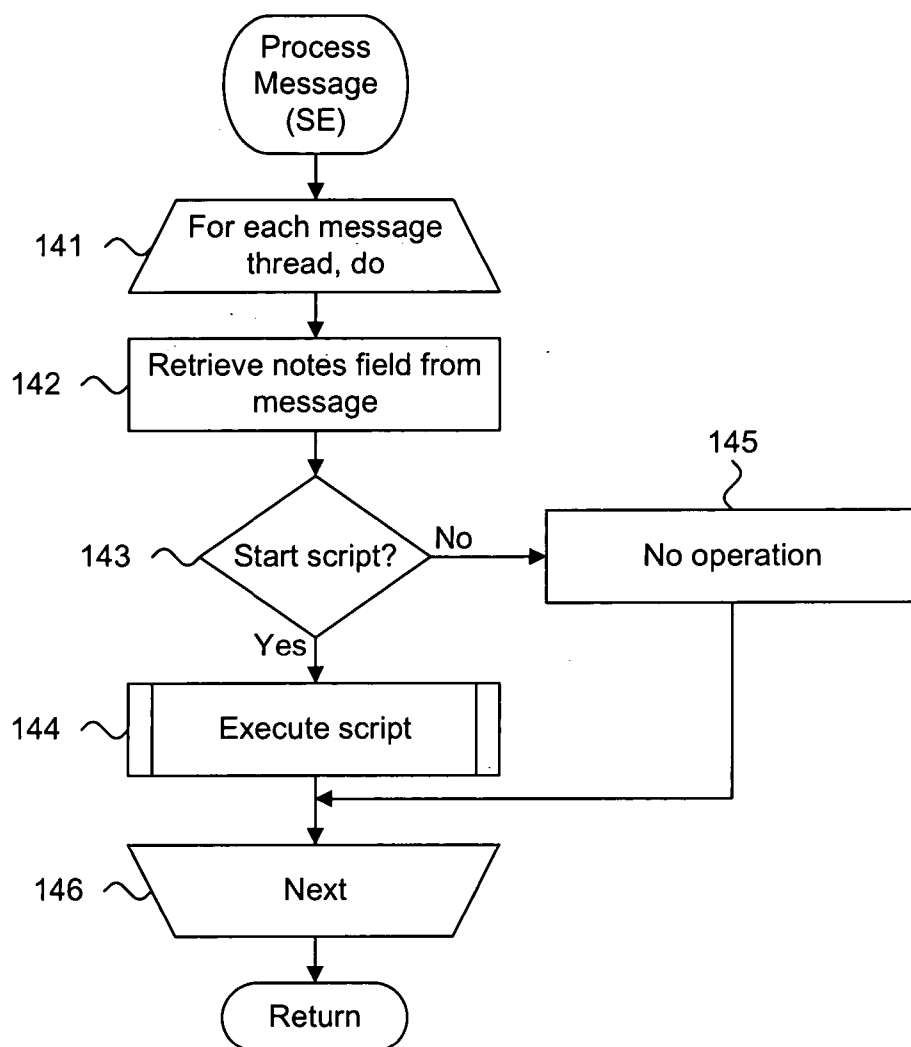 Process
Message
(SE)
141
For each message
thread, do
142
Retrieve notes field from
message
145
143
Start script?
No
No operation
Yes
144
Execute script
146
Next
Return